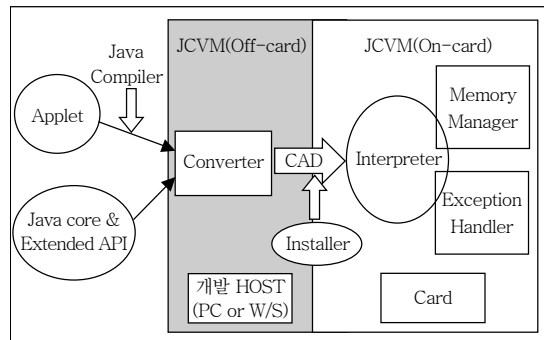 JCVM(Off-card)
JCVM(On-card)
Java
Compiler
Applet
Memory
Manager
Converter
CAD
Interpreter
Java core &
Extended API
Exception
Handler
Installer
개발 HOST
(PC or W/S)
Card